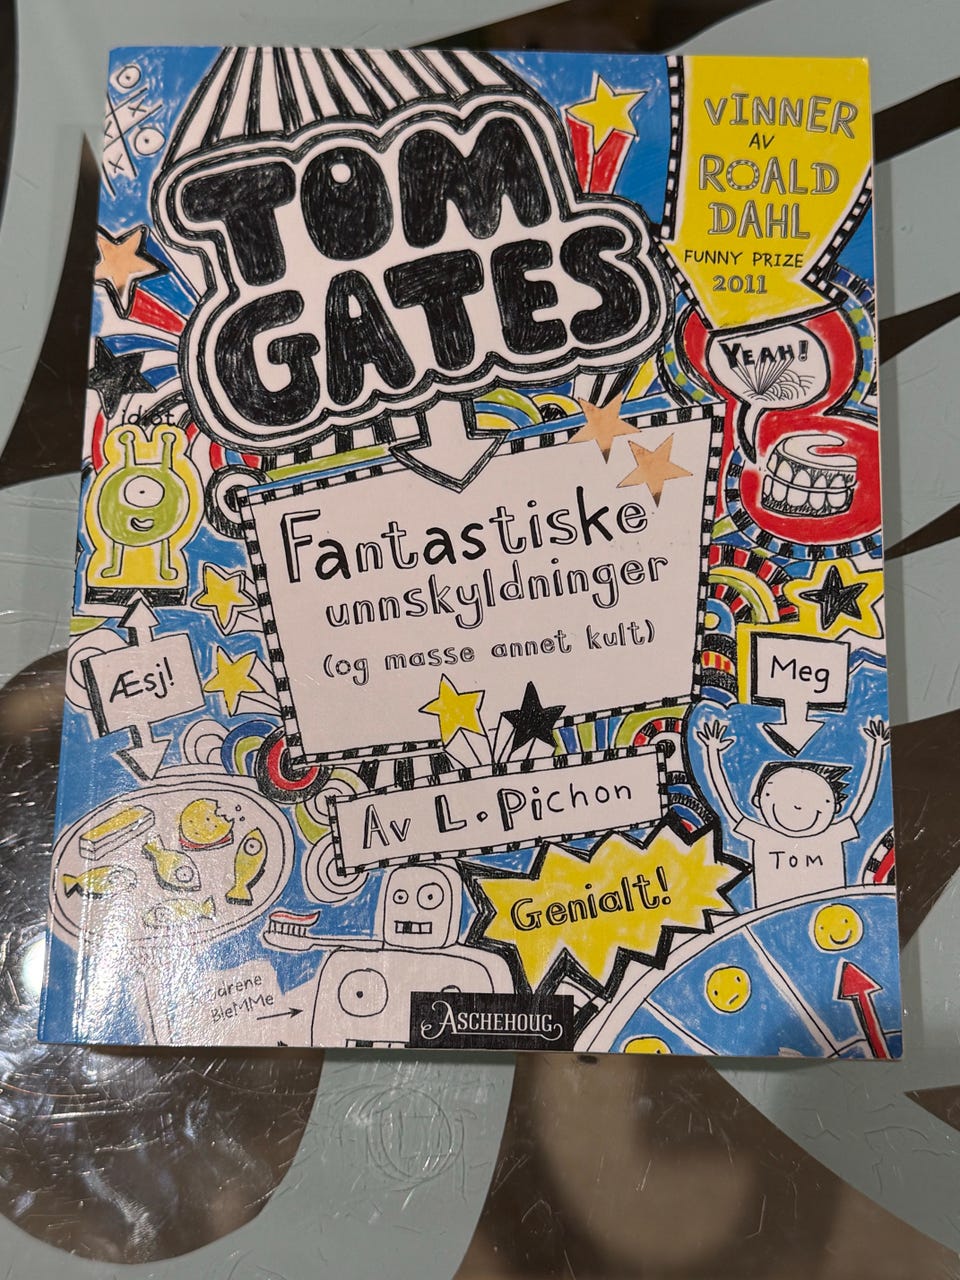 VINNER
AV
ROALD
DAHL
FUNNY PRIZE
2011
TOM
GATES
YEAH!
idiot
Fantastiske
unnskyldninger
(og masse annet kult)
Æsj!
Meg
Av L. Pichon
TOM
Genialt!
BleMMe
ASCHEHOUG